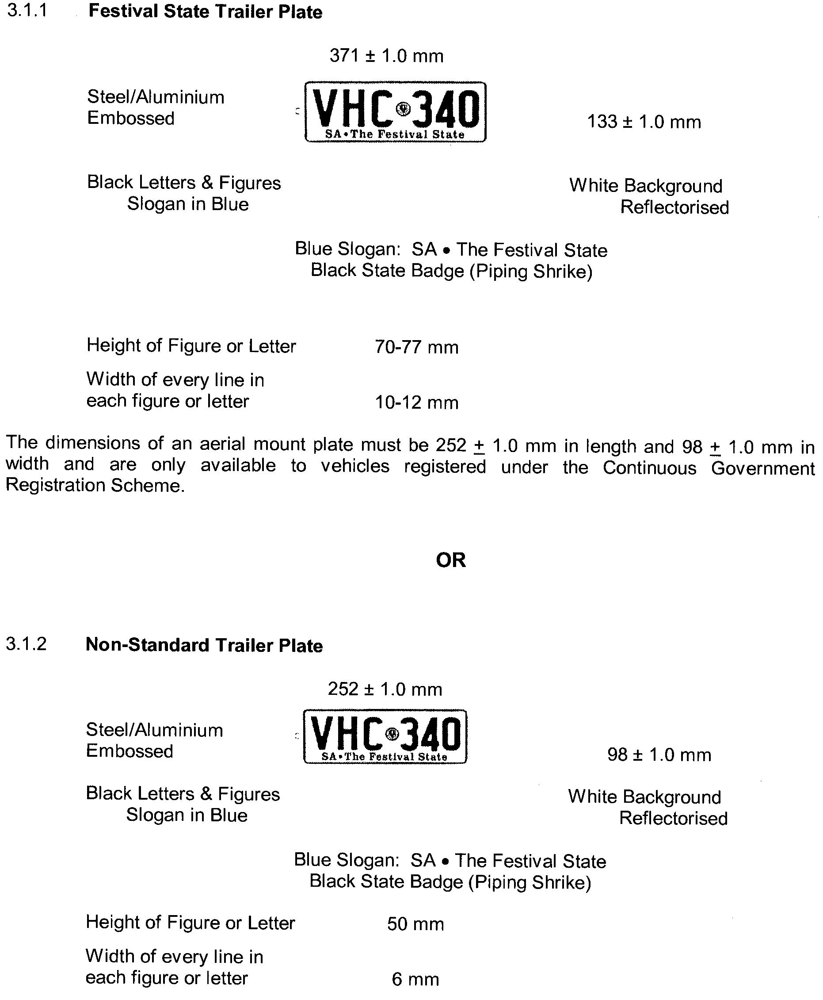 3.1.1 Festival State Trailer Plate
371 ± 1.0 mm
Steel/Aluminium
Embossed
VHC 340
SA•The Festival State
133 ± 1.0 mm
Black Letters & Figures
Slogan in Blue
White Background
Reflectorised
Blue Slogan: SA • The Festival State
Black State Badge (Piping Shrike)
Height of Figure or Letter 70-77 mm
Width of every line in
each figure or letter 10-12 mm
The dimensions of an aerial mount plate must be 252 ± 1.0 mm in length and 98 ± 1.0 mm in
width and are only available to vehicles registered under the Continuous Government
Registration Scheme.
OR
3.1.2 Non-Standard Trailer Plate
252 ± 1.0 mm
Steel/Aluminium
Embossed
VHC 340
SA•The Festival State
98 ± 1.0 mm
Black Letters & Figures
Slogan in Blue
White Background
Reflectorised
Blue Slogan: SA • The Festival State
Black State Badge (Piping Shrike)
Height of Figure or Letter 50 mm
Width of every line in
each figure or letter 6 mm